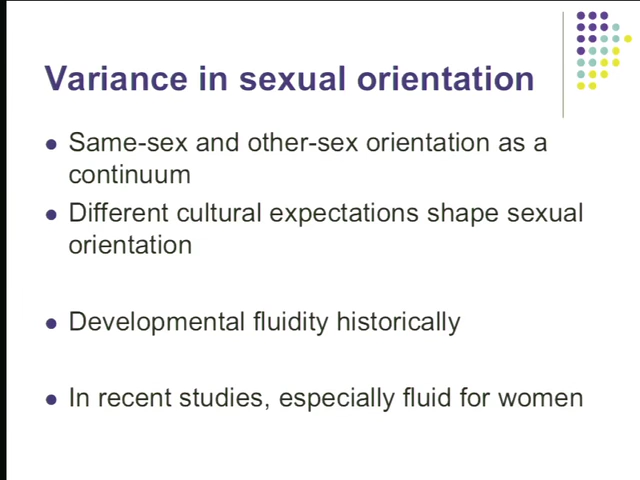 Variance in sexual orientation
Same-sex and other-sex orientation as a
continuum
Different cultural expectations shape sexual
orientation
Developmental fluidity historically
In recent studies, especially fluid for women